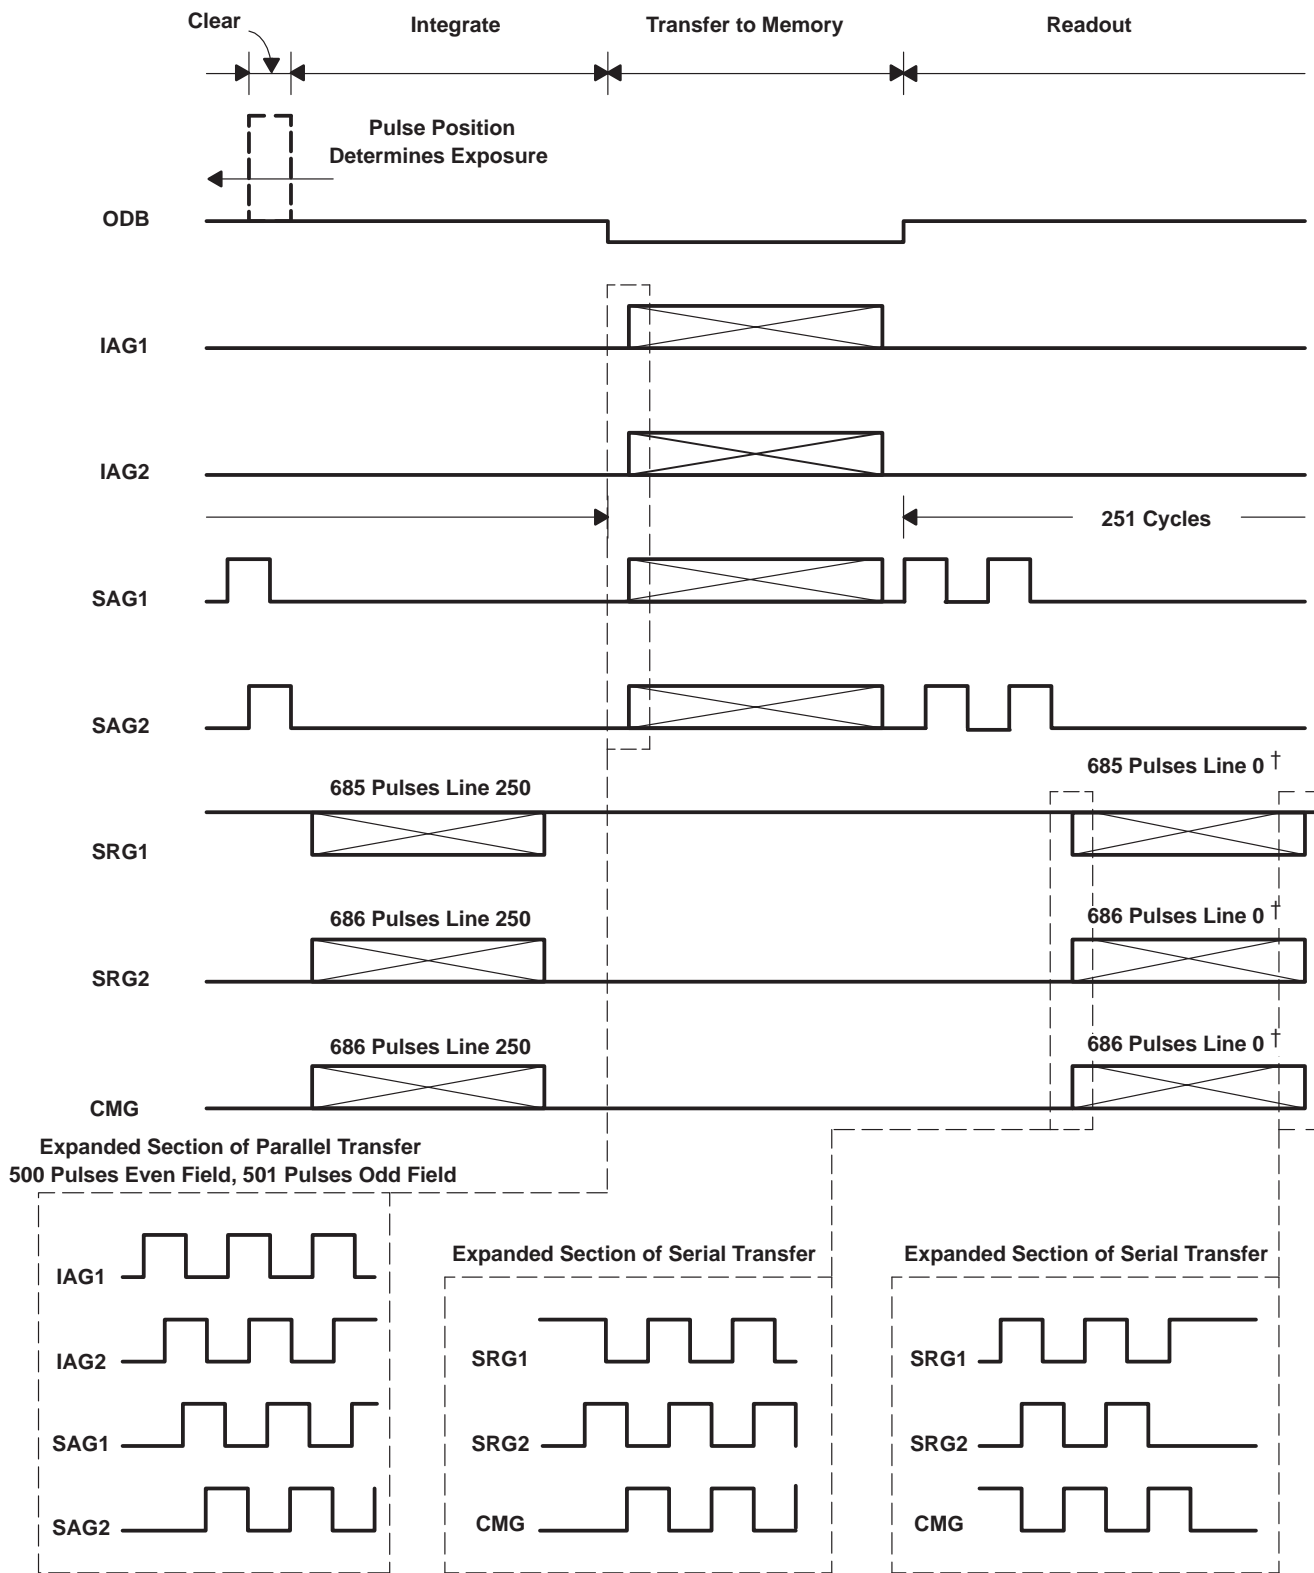 Clear
Integrate
Transfer to Memory
Readout
Pulse Position
Determines Exposure
ODB
IAG1
IAG2
251 Cycles
SAG1
SAG2
685 Pulses Line 250
685 Pulses Line 0 †
SRG1
686 Pulses Line 250
686 Pulses Line 0 †
SRG2
686 Pulses Line 250
686 Pulses Line 0 †
CMG
Expanded Section of Parallel Transfer
500 Pulses Even Field, 501 Pulses Odd Field
IAG1
IAG2
SAG1
SAG2
Expanded Section of Serial Transfer
SRG1
SRG2
CMG
Expanded Section of Serial Transfer
SRG1
SRG2
CMG